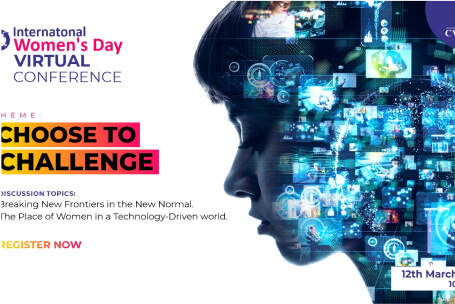 Internatonal
Women's Day
VIRTUAL
CONFERENCE
HEME:
CHOOSE TO
CHALLENGE
DISCUSSION TOPICS:
Breaking New Frontiers in the New Normal.
The Place of Women in a Technology-Driven world.
REGISTER NOW
12th March
10